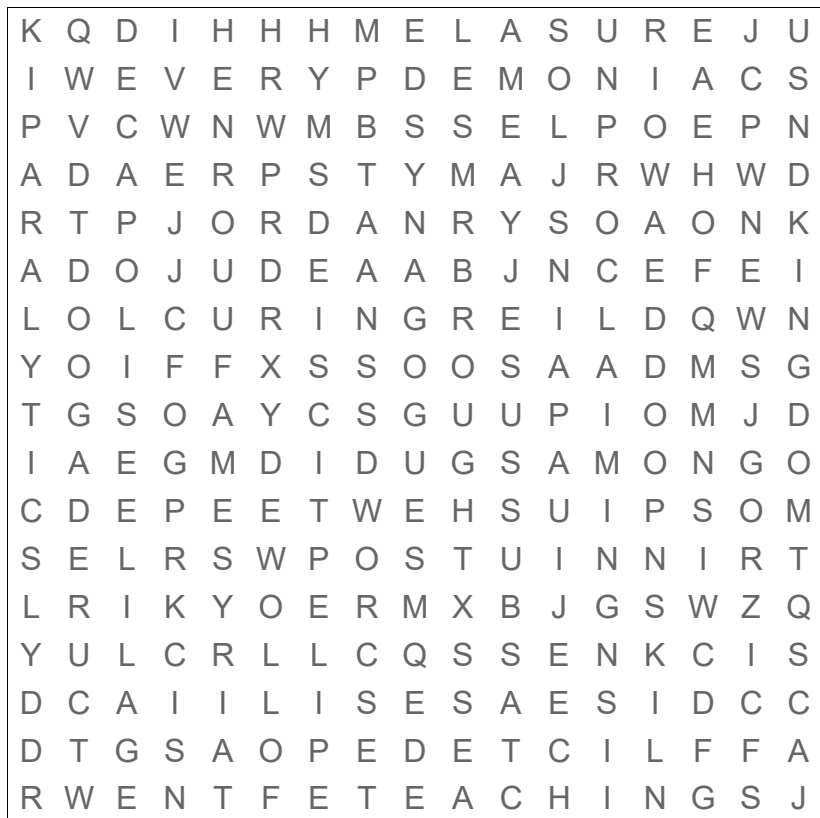 K Q D I H H H M E L A S U R E J U
I W E V E R Y P D E M O N I A C S
P V C W N W M B S S E L P O E P N
A D A E R P S T Y M A J R W H W D
R T P J O R D A N R Y S O A O N K
A D O J U D E A A B J N C E F E I
L O L C U R I N G R E I L D Q W N
Y O I F F X S S O O S A A D M S G
T G S O A Y C S G U U P I O M J D
I A E G M D I D U G S A M O N G O
C D E P E E T W E H S U I P S O M
S E L R S W P O S T U I N N I R T
L R I K Y O E R M X B J G S W Z Q
Y U L C R L L C Q S S E N K C I S
D C A I I L I S E S A E S I D C C
D T G S A O P E D E T C I L F F A
R W E N T F E T E A C H I N G S J